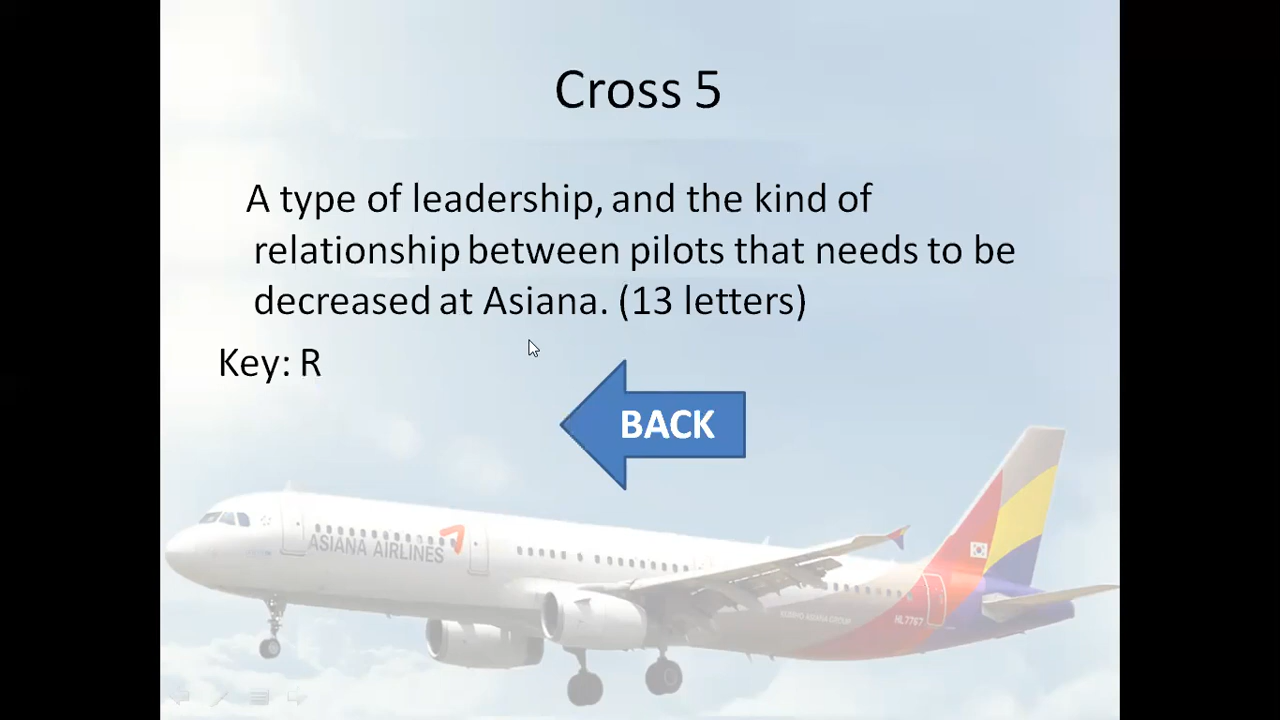 Cross 5
A type of leadership, and the kind of
relationship between pilots that needs to be
decreased at Asiana. (13 letters)
Key: R
BACK
ASIANA AIRLINES
HL7767